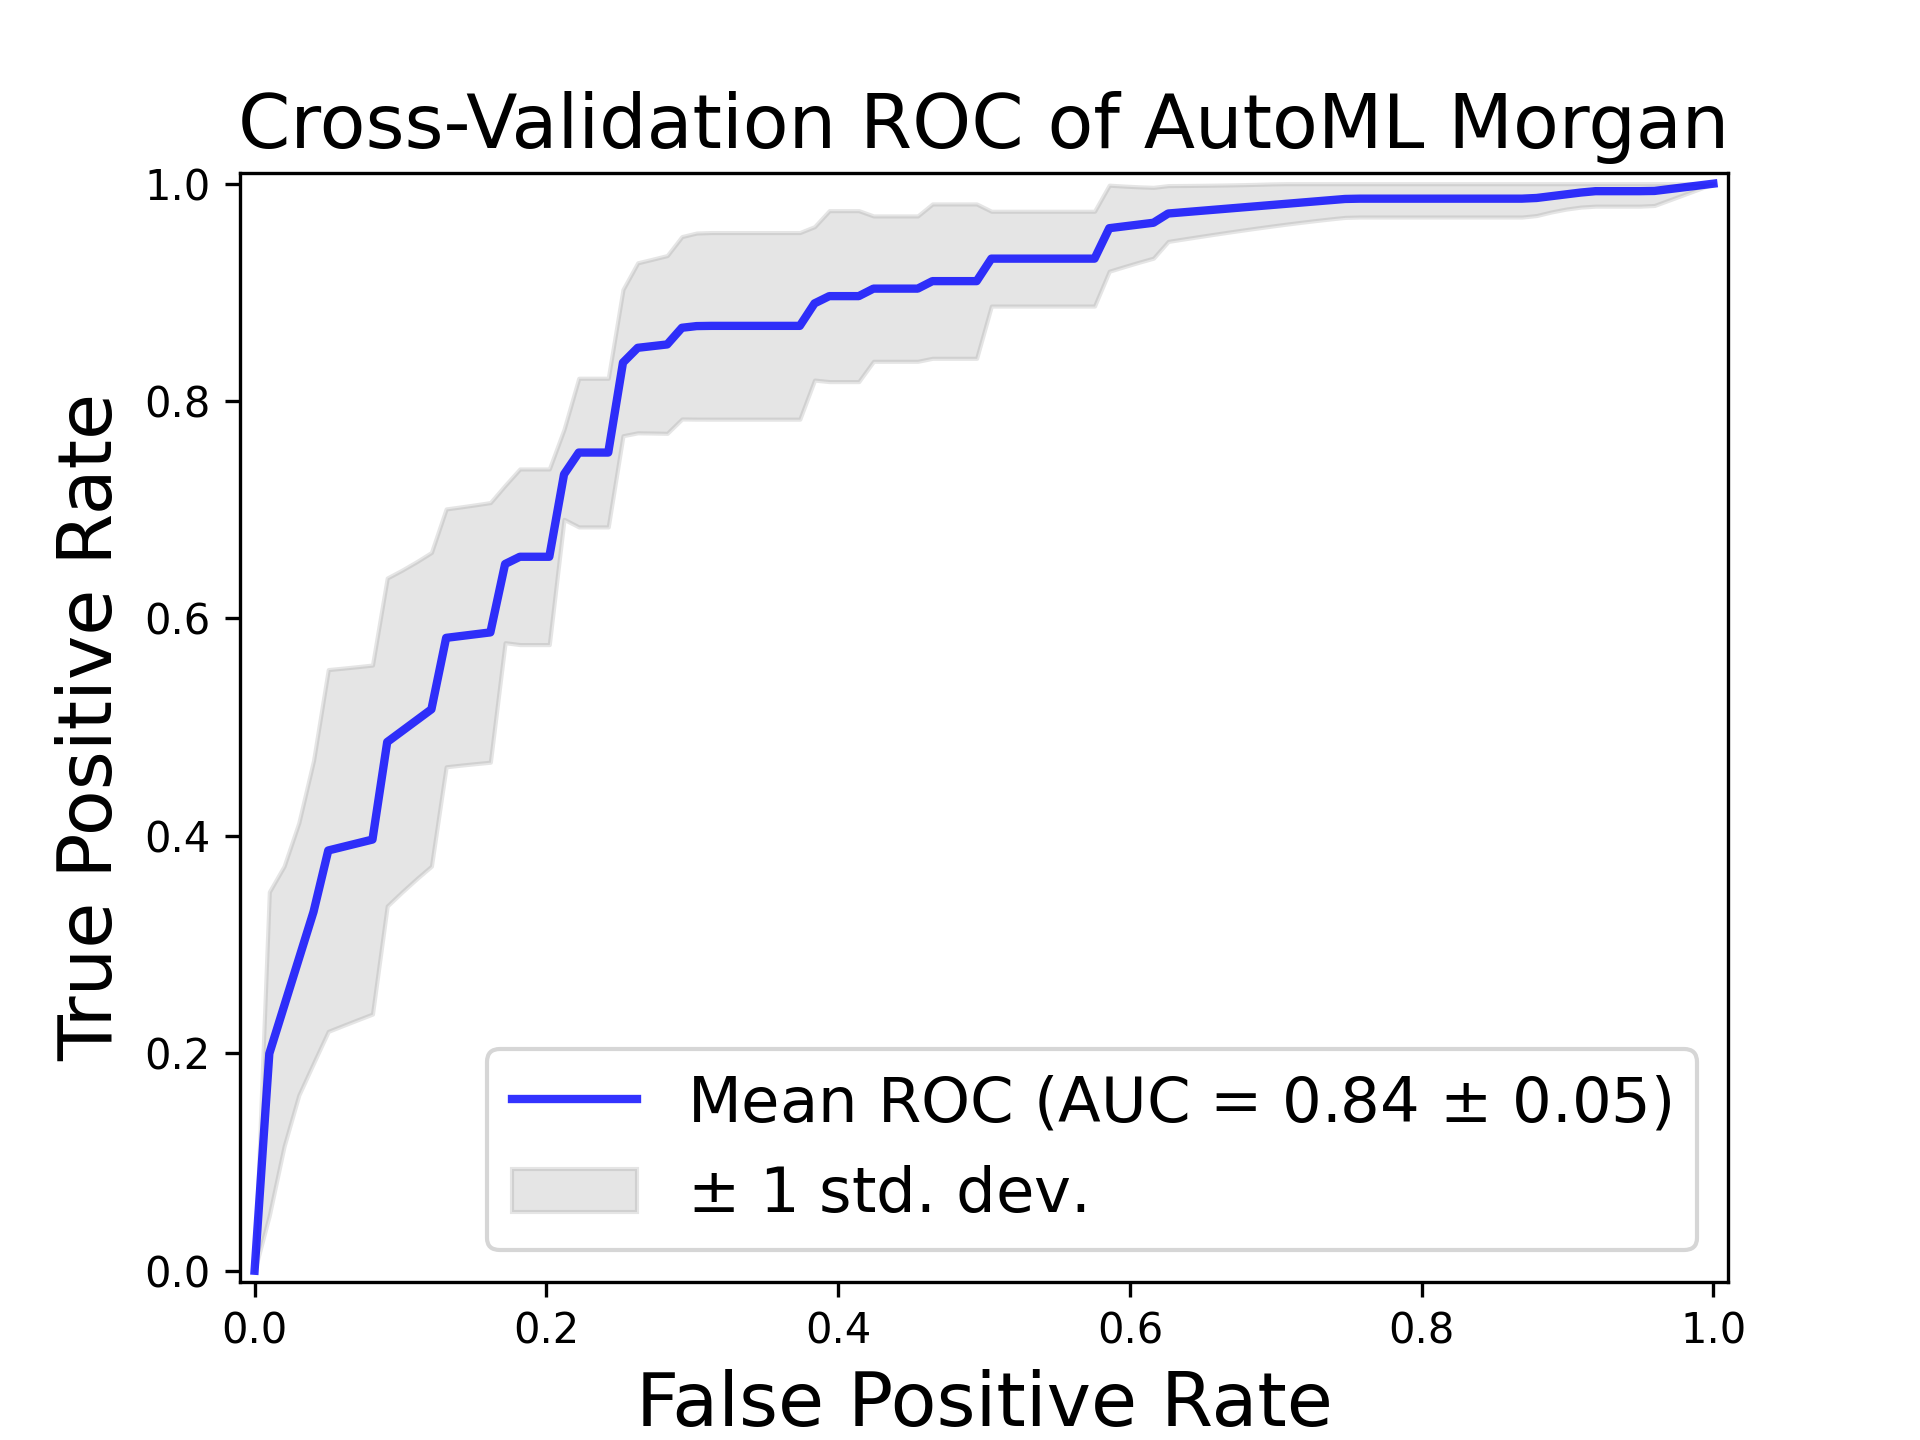 Cross-Validation ROC of AutoML Morgan
1.0
0.8
0.6
0.4
0.2
0.0
True Positive Rate
Mean ROC (AUC = 0.84 ± 0.05)
± 1 std. dev.
0.0 0.2 0.4 0.6 0.8 1.0
False Positive Rate